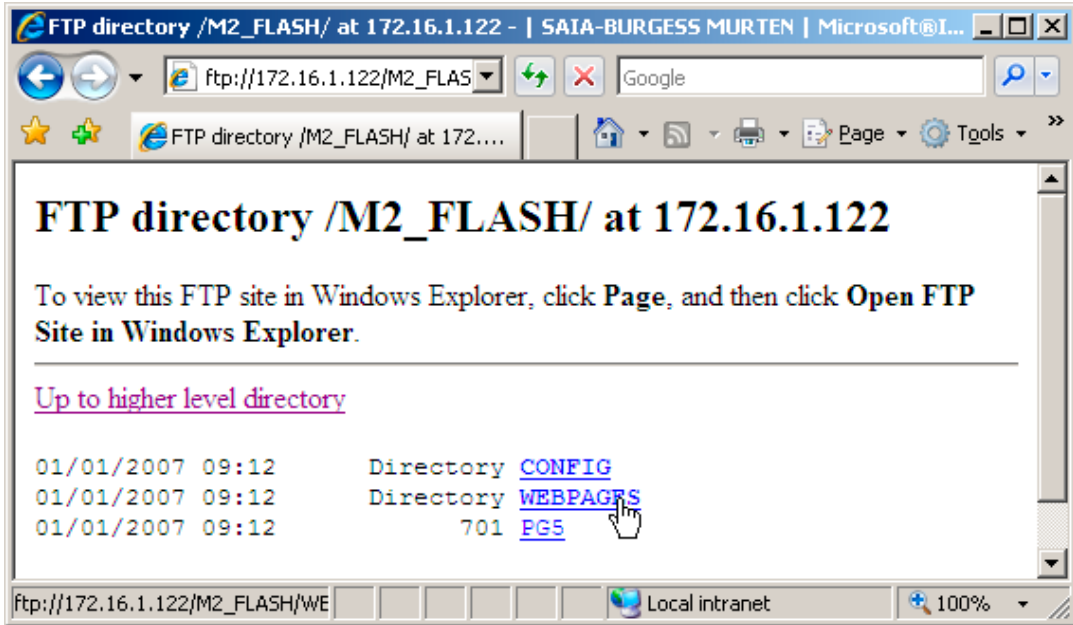 FTP directory /M2_FLASH/ at 172.16.1.122 - | SAIA-BURGESS MURTEN | Microsoft®I...
ftp://172.16.1.122/M2_FLAS
Google
FTP directory /M2_FLASH/ at 172....
Page
Tools
»
FTP directory /M2_FLASH/ at 172.16.1.122
To view this FTP site in Windows Explorer, click Page, and then click Open FTP
Site in Windows Explorer.
Up to higher level directory
01/01/2007 09:12 Directory CONFIG
01/01/2007 09:12 Directory WEBPAGES
01/01/2007 09:12 701 PG5
ftp://172.16.1.122/M2_FLASH/WE
Local intranet
100%